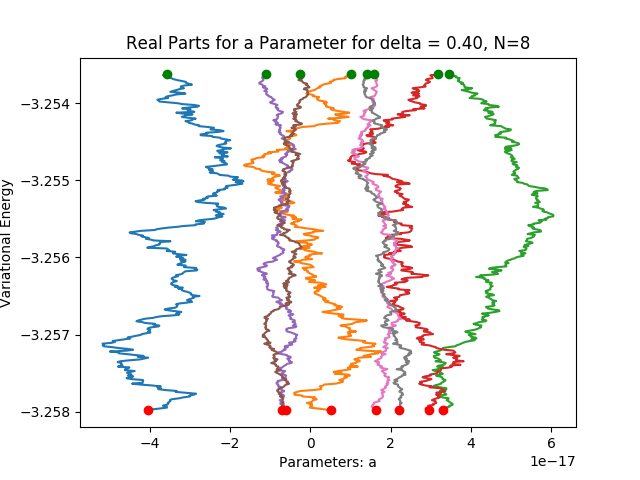 Real Parts for a Parameter for delta = 0.40, N=8
Variational Energy
−3.254
−3.255
−3.256
−3.257
−3.258
−4 −2 0 2 4 6
1e−17
Parameters: a